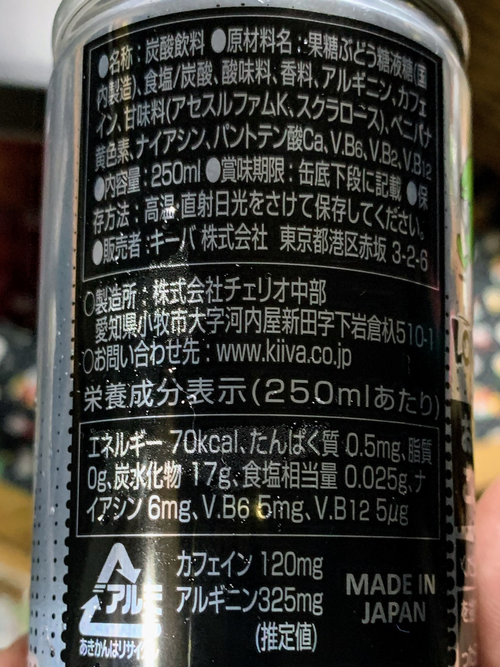 ●名称：炭酸飲料 ●原材料名：果糖ぶどう糖液糖(国
内製造)、食塩/炭酸、酸味料、香料、アルギニン、カフェ
イン、甘味料(アセスルファムK、スクラロース)、ベニバナ
黄色素、ナイアシン、パントテン酸Ca、V.B6、V.B2、V.B12
●内容量：250ml ●賞味期限：缶底下段に記載 ●保
存方法：高温・直射日光をさけて保存してください。
●販売者：キーバ 株式会社 東京都港区赤坂 3-2-6
○製造所：株式会社チェリオ中部
愛知県小牧市大字河内屋新田字下岩倉杁510-1
○お問い合わせ先：www.kiiva.co.jp
栄養成分表示(250mlあたり)
エネルギー 70kcal、たんぱく質 0.5mg、脂質
0g、炭水化物 17g、食塩相当量 0.025g、ナ
イアシン 6mg、V.B6 5mg、V.B12 5μg
アルミ
あきかんはリサイクル
カフェイン 120mg
アルギニン325mg
(推定値)
MADE IN
JAPAN